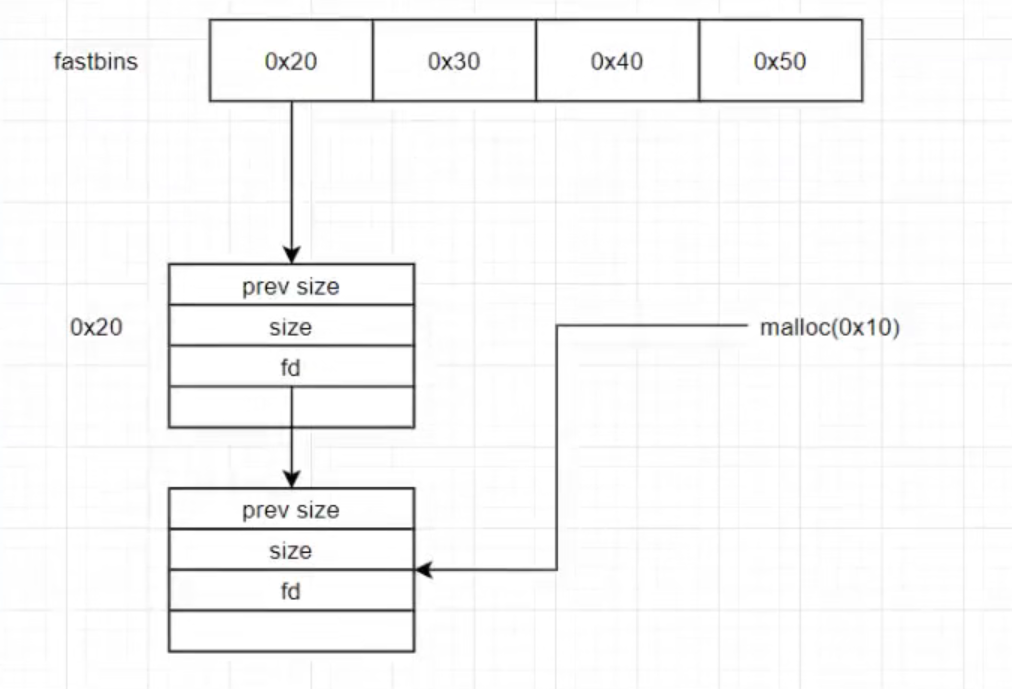 fastbins
0x20
0x30
0x40
0x50
prev size
0x20
size
malloc(0x10)
fd
prev size
size
fd